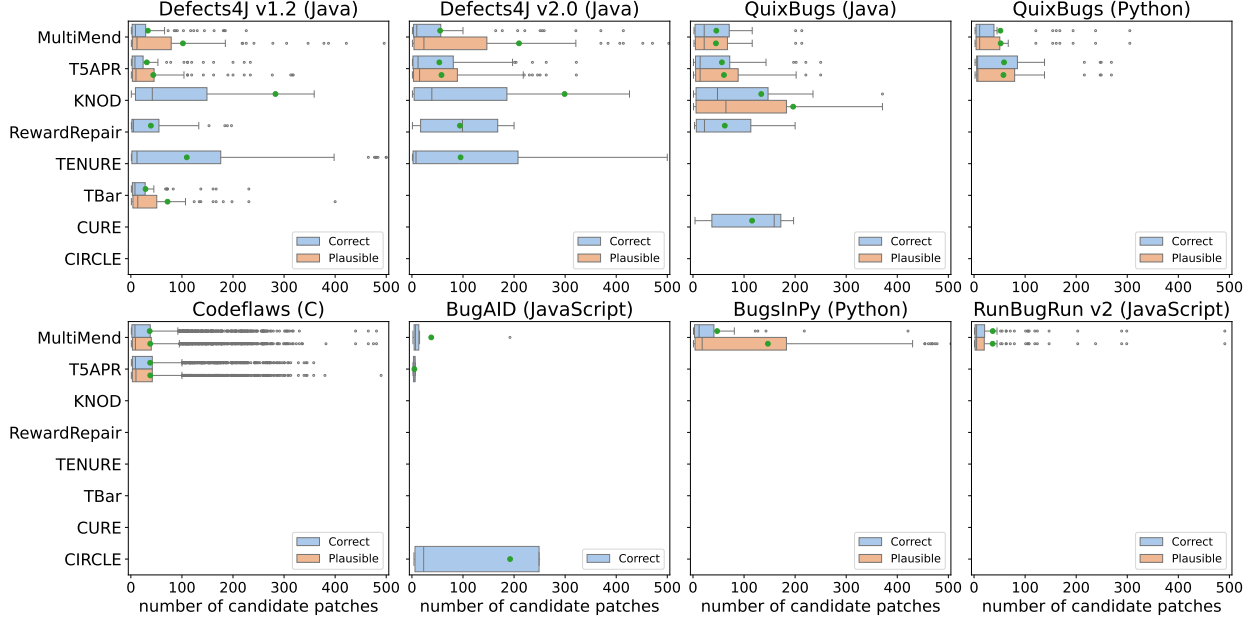 Defects4J v1.2 (Java)
Defects4J v2.0 (Java)
QuixBugs (Java)
QuixBugs (Python)
MultiMend
T5APR
KNOD
RewardRepair
TENURE
TBar
CURE
CIRCLE
Correct
Plausible
Correct
Plausible
Correct
Plausible
Correct
Plausible
0 100 200 300 400 500
0 100 200 300 400 500
0 100 200 300 400 500
0 100 200 300 400 500
Codeflaws (C)
BugAID (JavaScript)
BugsInPy (Python)
RunBugRun v2 (JavaScript)
MultiMend
T5APR
KNOD
RewardRepair
TENURE
TBar
CURE
CIRCLE
Correct
Plausible
Correct
Correct
Plausible
Correct
Plausible
0 100 200 300 400 500
0 100 200 300 400 500
0 100 200 300 400 500
0 100 200 300 400 500
number of candidate patches
number of candidate patches
number of candidate patches
number of candidate patches